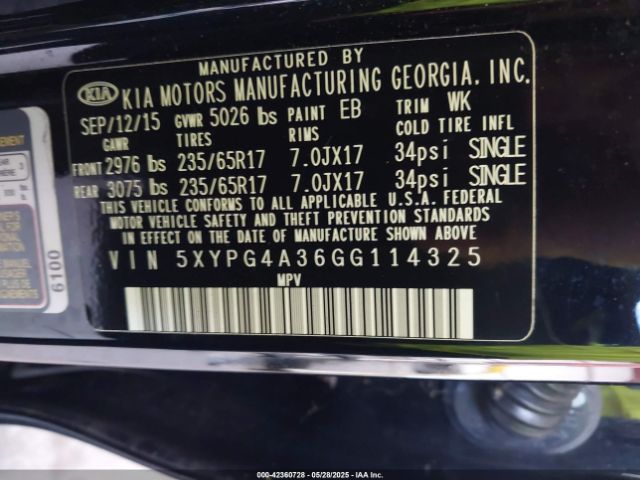 MANUFACTURED BY
KIA KIA MOTORS MANUFACTURING GEORGIA. INC.
SEP/12/15 GVWR 5026 lbs PAINT EB TRIM WK
GAWR TIRES RIMS COLD TIRE INFL
FRONT 2976 lbs 235/65R17 7.0JX17 34psi SINGLE
REAR 3075 lbs 235/65R17 7.0JX17 34psi SINGLE
THIS VEHICLE CONFORMS TO ALL APPLICABLE U.S.A. FEDERAL
MOTOR VEHICLE SAFETY AND THEFT PREVENTION STANDARDS
IN EFFECT ON THE DATE OF MANUFACTURE SHOWN ABOVE
VIN 5XYPG4A36GG114325
MPV
6100
000-42360728 - 05/28/2025 - IAAI.COM